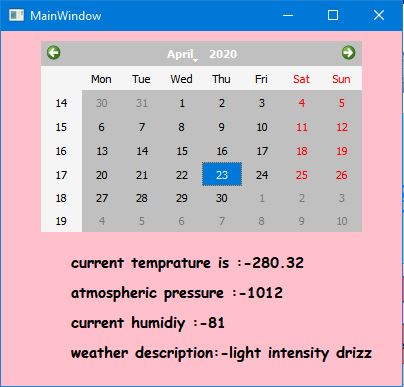 MainWindow
April 2020
Mon Tue Wed Thu Fri Sat Sun
14 30 31 1 2 3 4 5
15 6 7 8 9 10 11 12
16 13 14 15 16 17 18 19
17 20 21 22 23 24 25 26
18 27 28 29 30 1 2 3
19 4 5 6 7 8 9 10
current temprature is :-280.32
atmospheric pressure :-1012
current humidiy :-81
weather description:-light intensity drizz